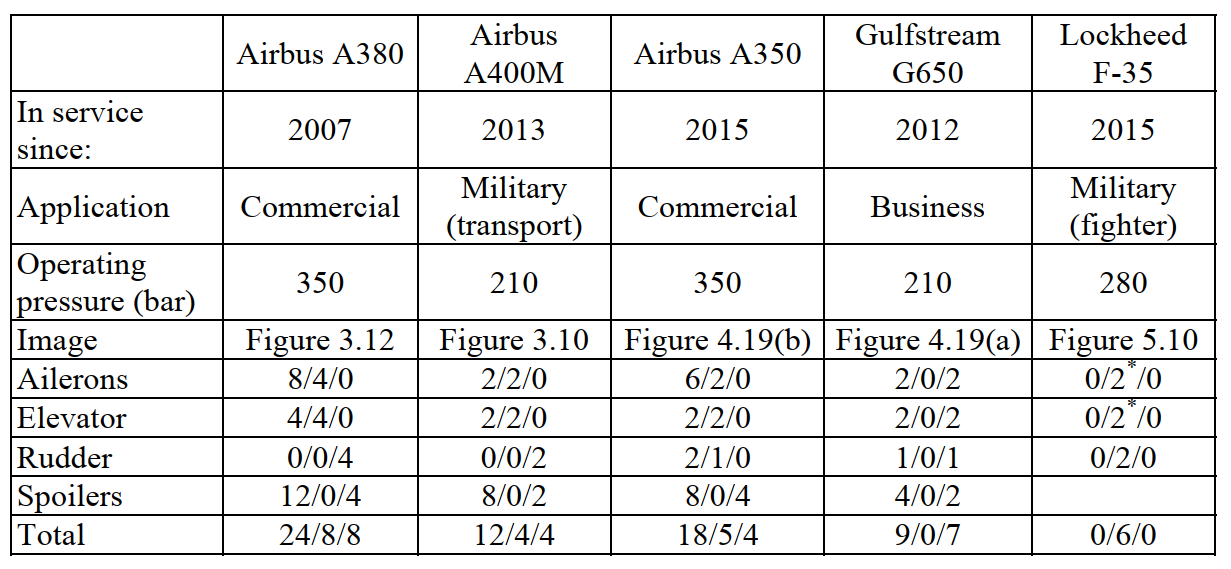 Airbus A380 Airbus A400M Airbus A350 Gulfstream G650 Lockheed F-35
In service since: 2007 2013 2015 2012 2015
Application Commercial Military (transport) Commercial Business Military (fighter)
Operating pressure (bar) 350 210 350 210 280
Image Figure 3.12 Figure 3.10 Figure 4.19(b) Figure 4.19(a) Figure 5.10
Ailerons 8/4/0 2/2/0 6/2/0 2/0/2 0/2*/0
Elevator 4/4/0 2/2/0 2/2/0 2/0/2 0/2*/0
Rudder 0/0/4 0/0/2 2/1/0 1/0/1 0/2/0
Spoilers 12/0/4 8/0/2 8/0/4 4/0/2
Total 24/8/8 12/4/4 18/5/4 9/0/7 0/6/0